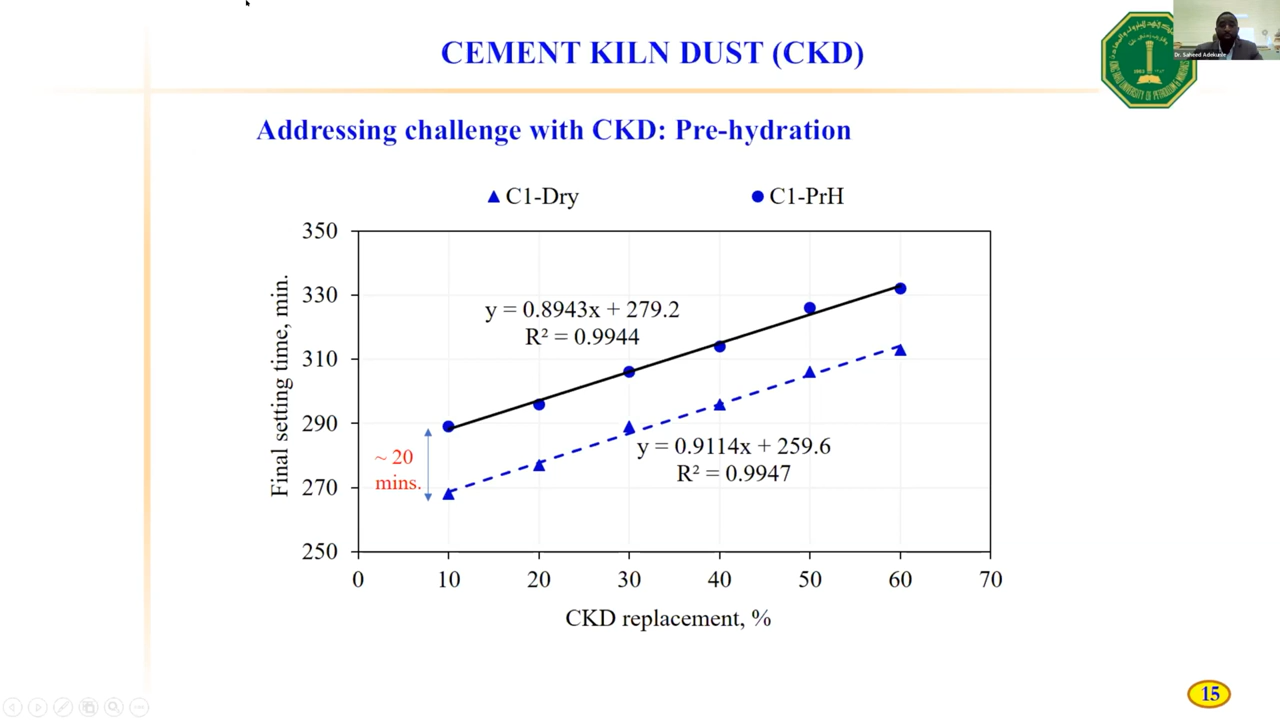 CEMENT KILN DUST (CKD)
Addressing challenge with CKD: Pre-hydration
C1-Dry
C1-PrH
350
330
310
290
270
250
Final setting time, min.
y = 0.8943x + 279.2
R² = 0.9944
y = 0.9114x + 259.6
R² = 0.9947
~ 20
mins.
0 10 20 30 40 50 60 70
CKD replacement, %
15